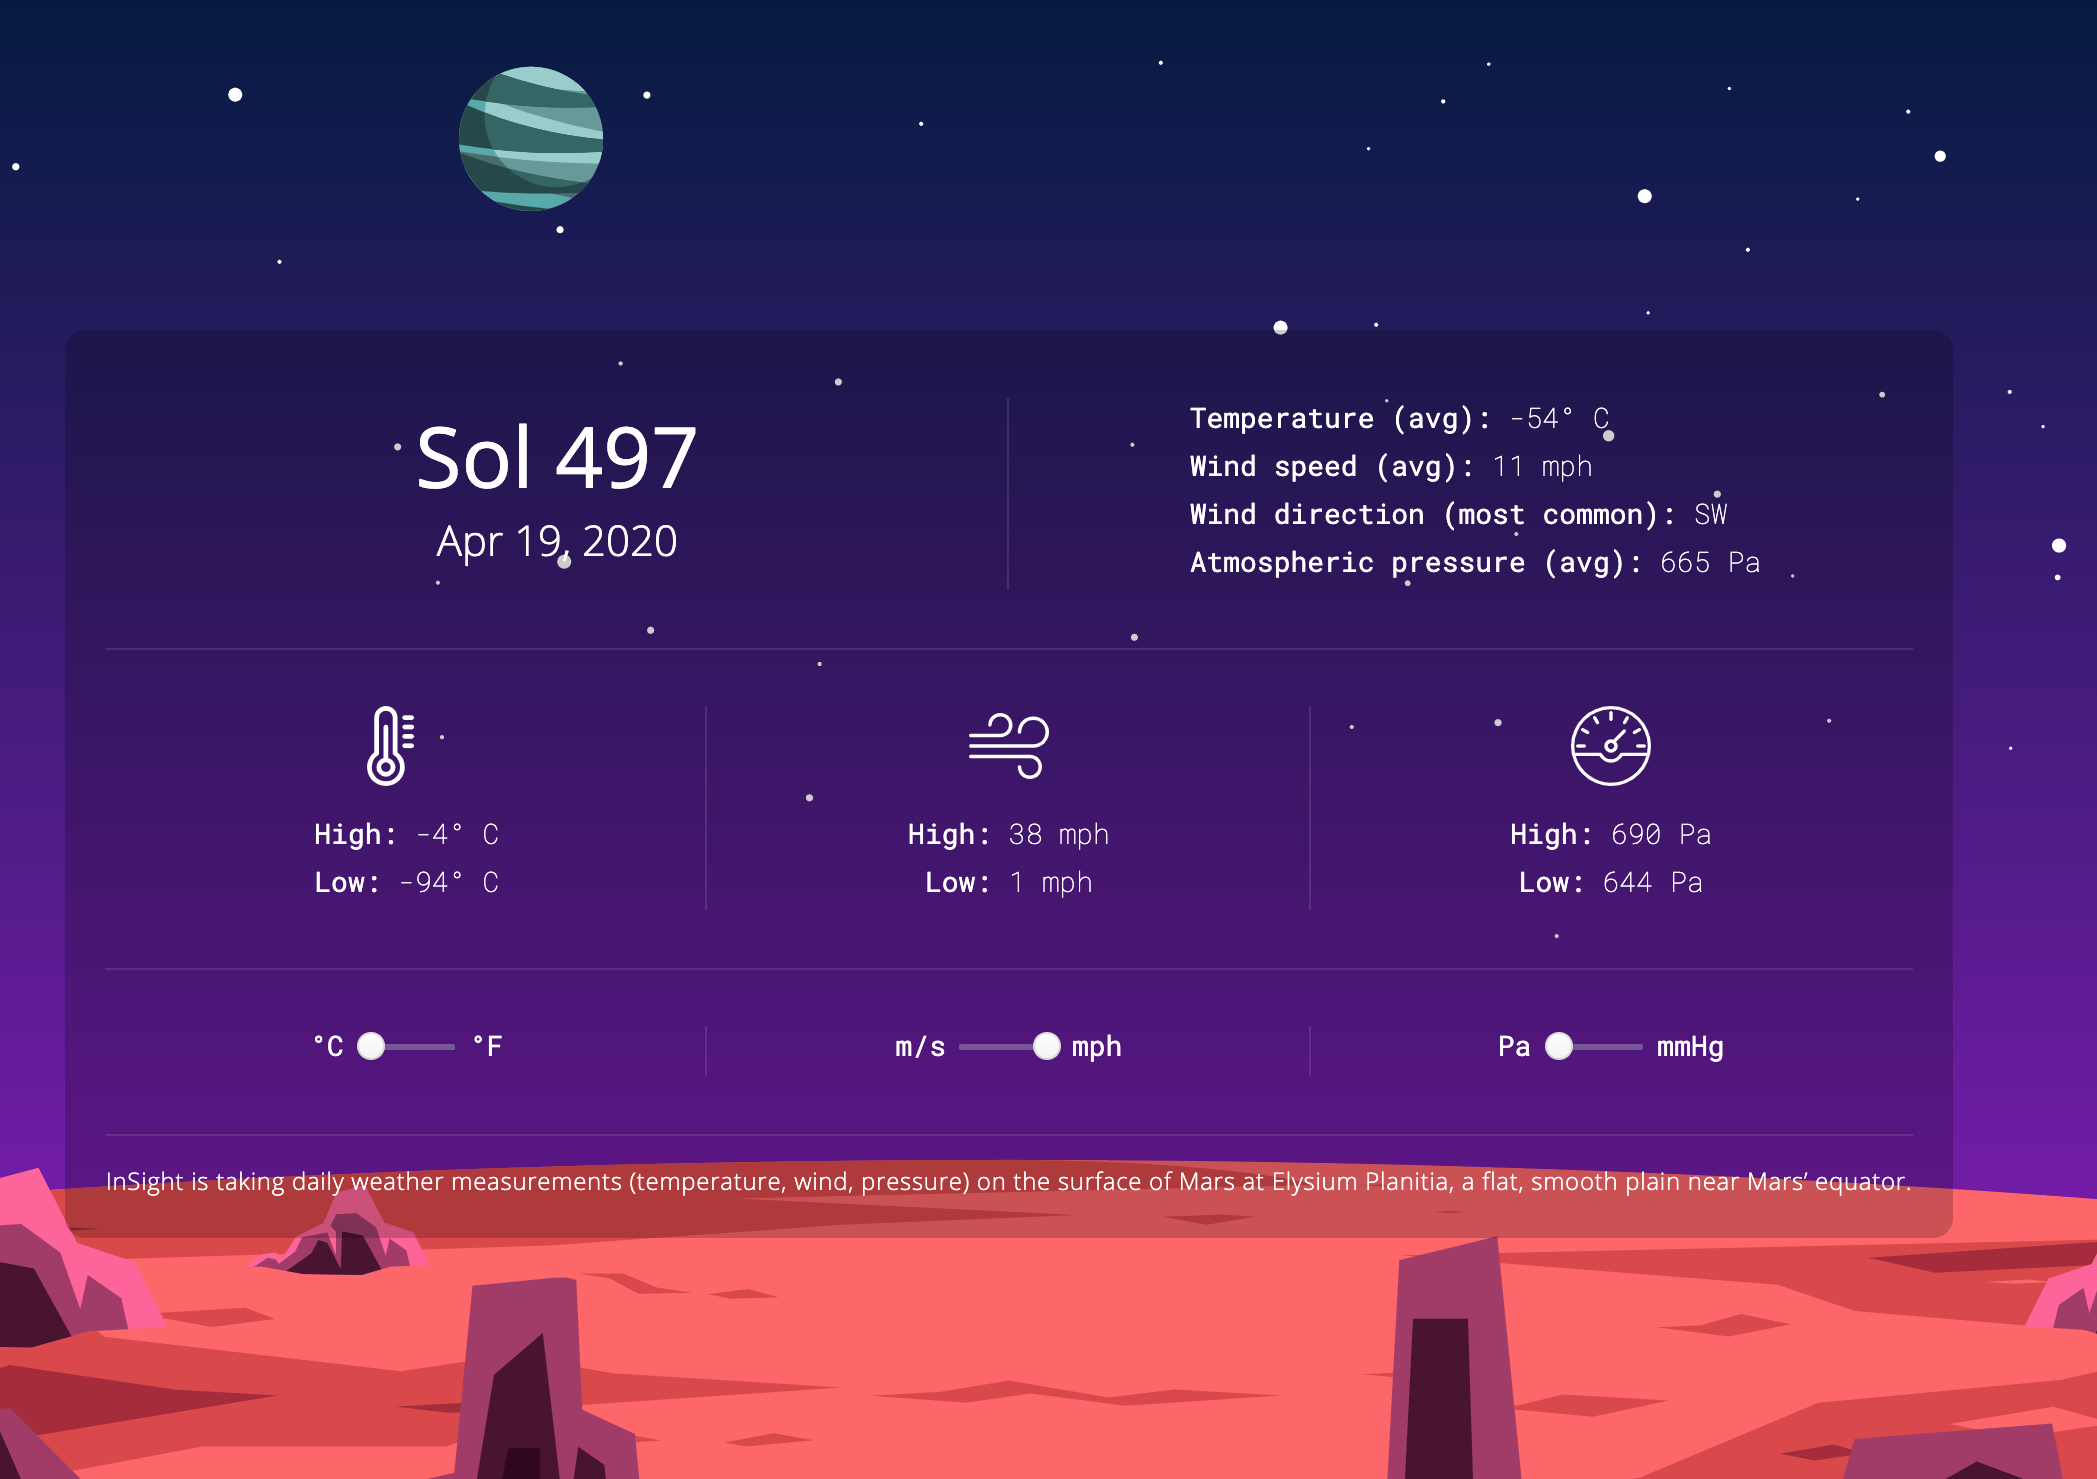 Sol 497
Apr 19, 2020
Temperature (avg): -54° C
Wind speed (avg): 11 mph
Wind direction (most common): SW
Atmospheric pressure (avg): 665 Pa
High: -4° C
Low: -94° C
High: 38 mph
Low: 1 mph
High: 690 Pa
Low: 644 Pa
°C °F
m/s mph
Pa mmHg
InSight is taking daily weather measurements (temperature, wind, pressure) on the surface of Mars at Elysium Planitia, a flat, smooth plain near Mars’ equator.